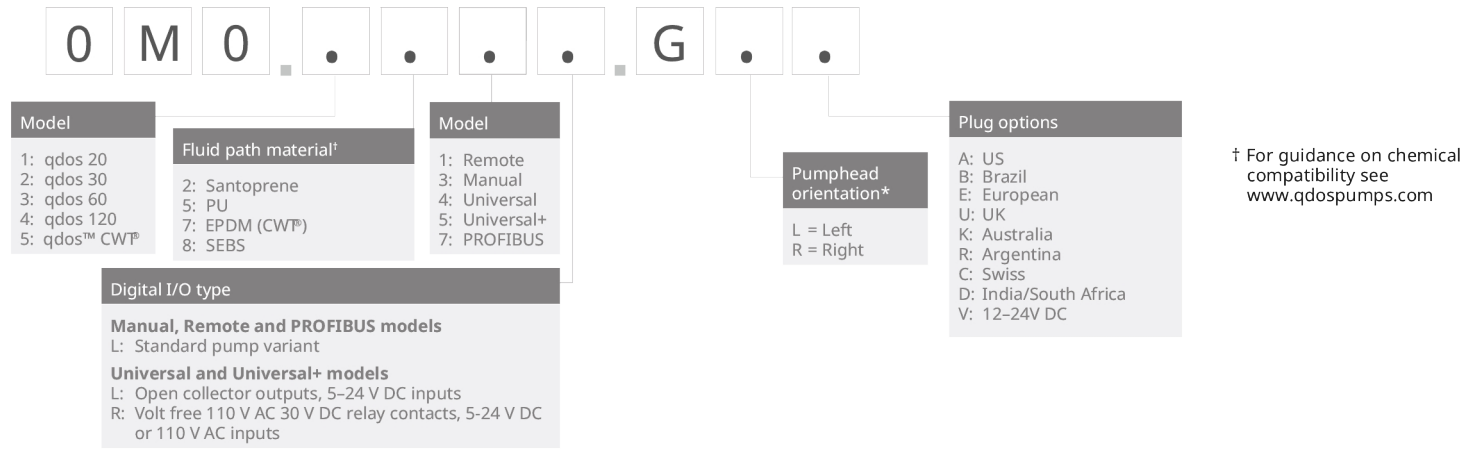 0 M 0 . . . . . . G . .
Model
1: qdos 20
2: qdos 30
3: qdos 60
4: qdos 120
5: qdos™ CWT®
Fluid path material†
2: Santoprene
5: PU
7: EPDM (CWT®)
8: SEBS
Model
1: Remote
3: Manual
4: Universal
5: Universal+
7: PROFIBUS
Digital I/O type
Manual, Remote and PROFIBUS models
L: Standard pump variant
Universal and Universal+ models
L: Open collector outputs, 5–24 V DC inputs
R: Volt free 110 V AC 30 V DC relay contacts, 5-24 V DC
or 110 V AC inputs
Pumphead
orientation*
L = Left
R = Right
Plug options
A: US
B: Brazil
E: European
U: UK
K: Australia
R: Argentina
C: Swiss
D: India/South Africa
V: 12–24V DC
† For guidance on chemical
compatibility see
www.qdospumps.com